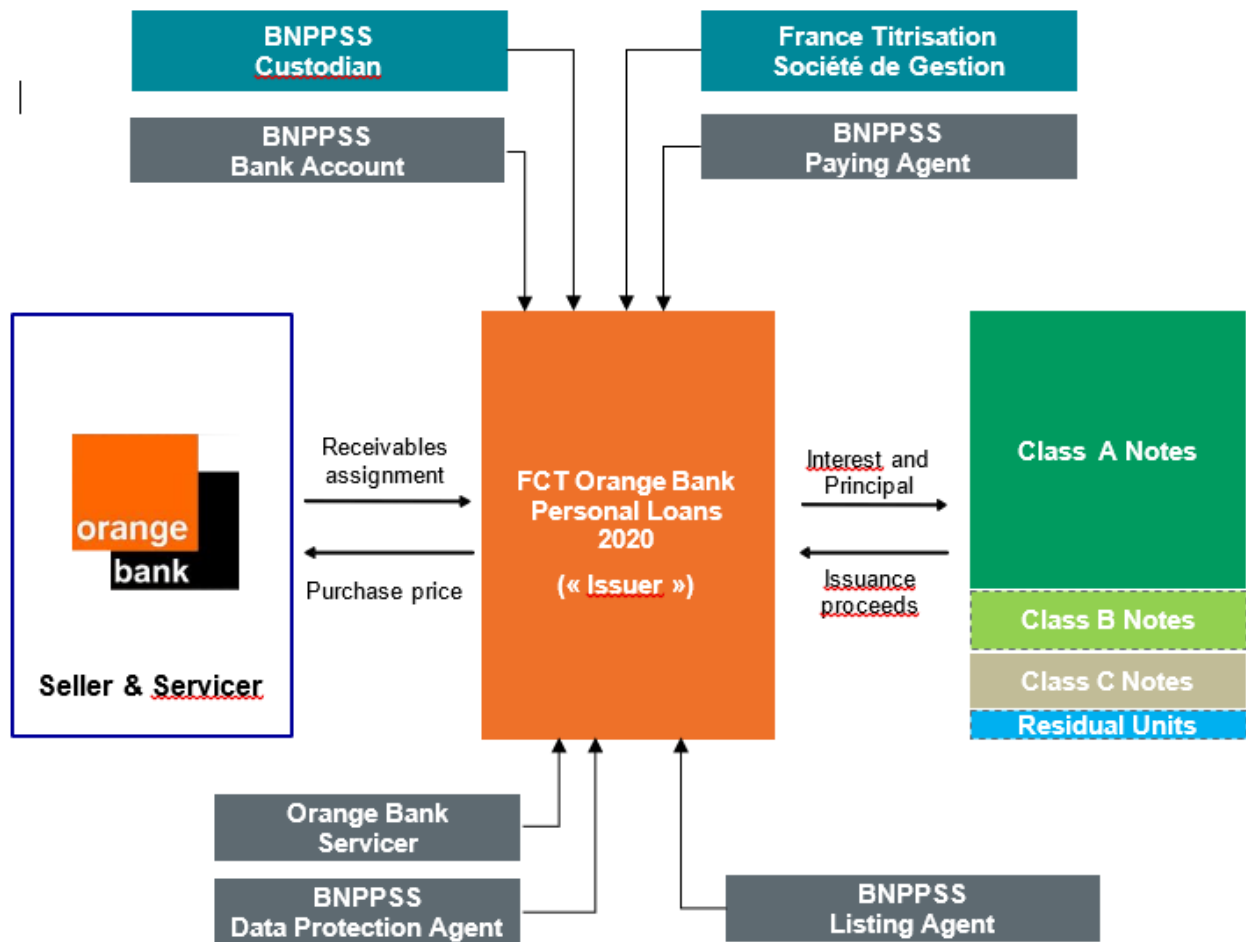 BNPPSS
Custodian
France Titrisation
Société de Gestion
BNPPSS
Bank Account
BNPPSS
Paying Agent
orange
bank
Seller & Servicer
Receivables
assignment
Purchase price
FCT Orange Bank
Personal Loans
2020
(« Issuer »)
Interest and
Principal
Issuance
proceeds
Class A Notes
Class B Notes
Class C Notes
Residual Units
Orange Bank
Servicer
BNPPSS
Data Protection Agent
BNPPSS
Listing Agent